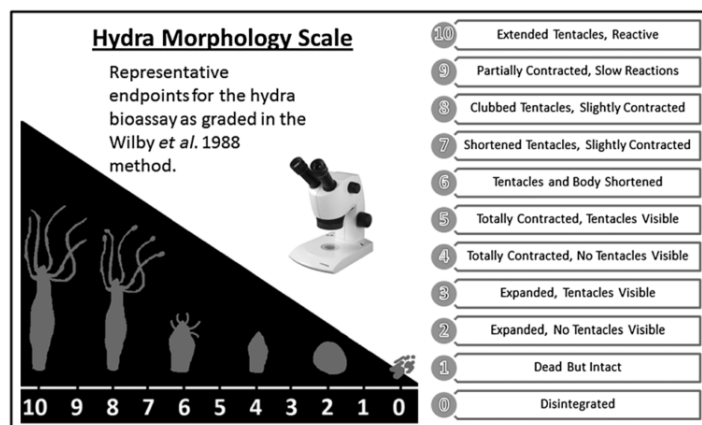 Hydra Morphology Scale
Representative
endpoints for the hydra
bioassay as graded in the
Wilby et al. 1988
method.
10 9 8 7 6 5 4 3 2 1 0
10 Extended Tentacles, Reactive
9 Partially Contracted, Slow Reactions
8 Clubbed Tentacles, Slightly Contracted
7 Shortened Tentacles, Slightly Contracted
6 Tentacles and Body Shortened
5 Totally Contracted, Tentacles Visible
4 Totally Contracted, No Tentacles Visible
3 Expanded, Tentacles Visible
2 Expanded, No Tentacles Visible
1 Dead But Intact
0 Disintegrated